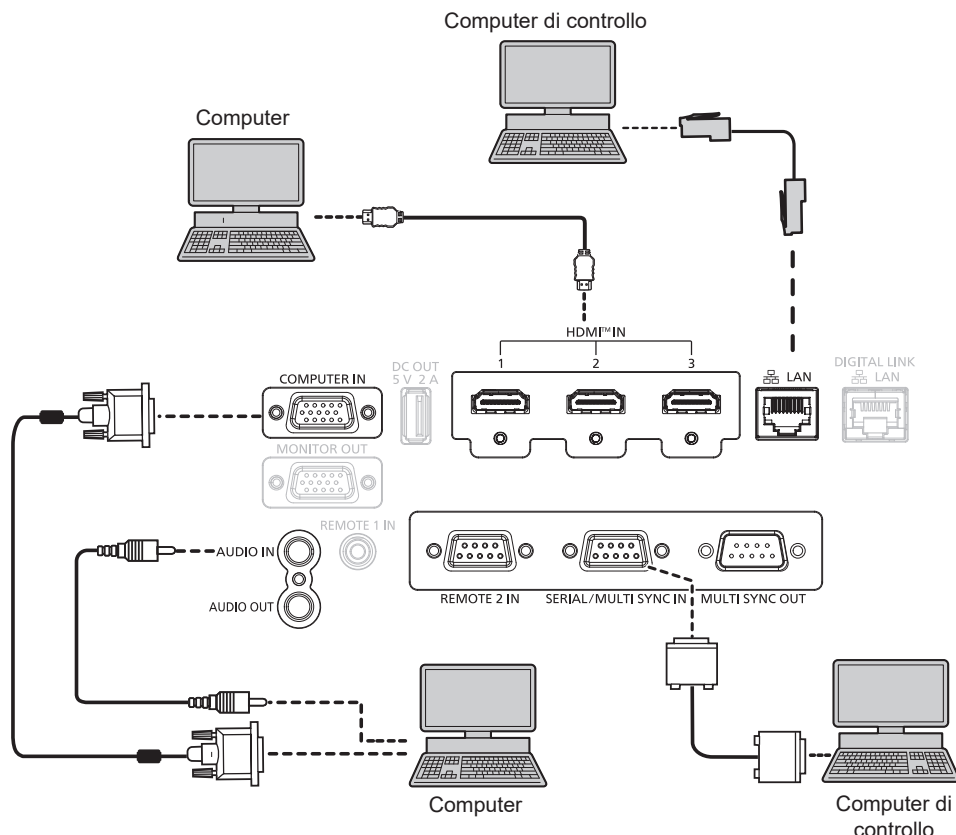 Computer di controllo
Computer
HDMI™ IN
1 2 3
DC OUT
5 V 2 A
COMPUTER IN
LAN
DIGITAL LINK
LAN
MONITOR OUT
REMOTE 1 IN
AUDIO IN
AUDIO OUT
REMOTE 2 IN
SERIAL/MULTI SYNC IN
MULTI SYNC OUT
Computer
Computer di
controllo